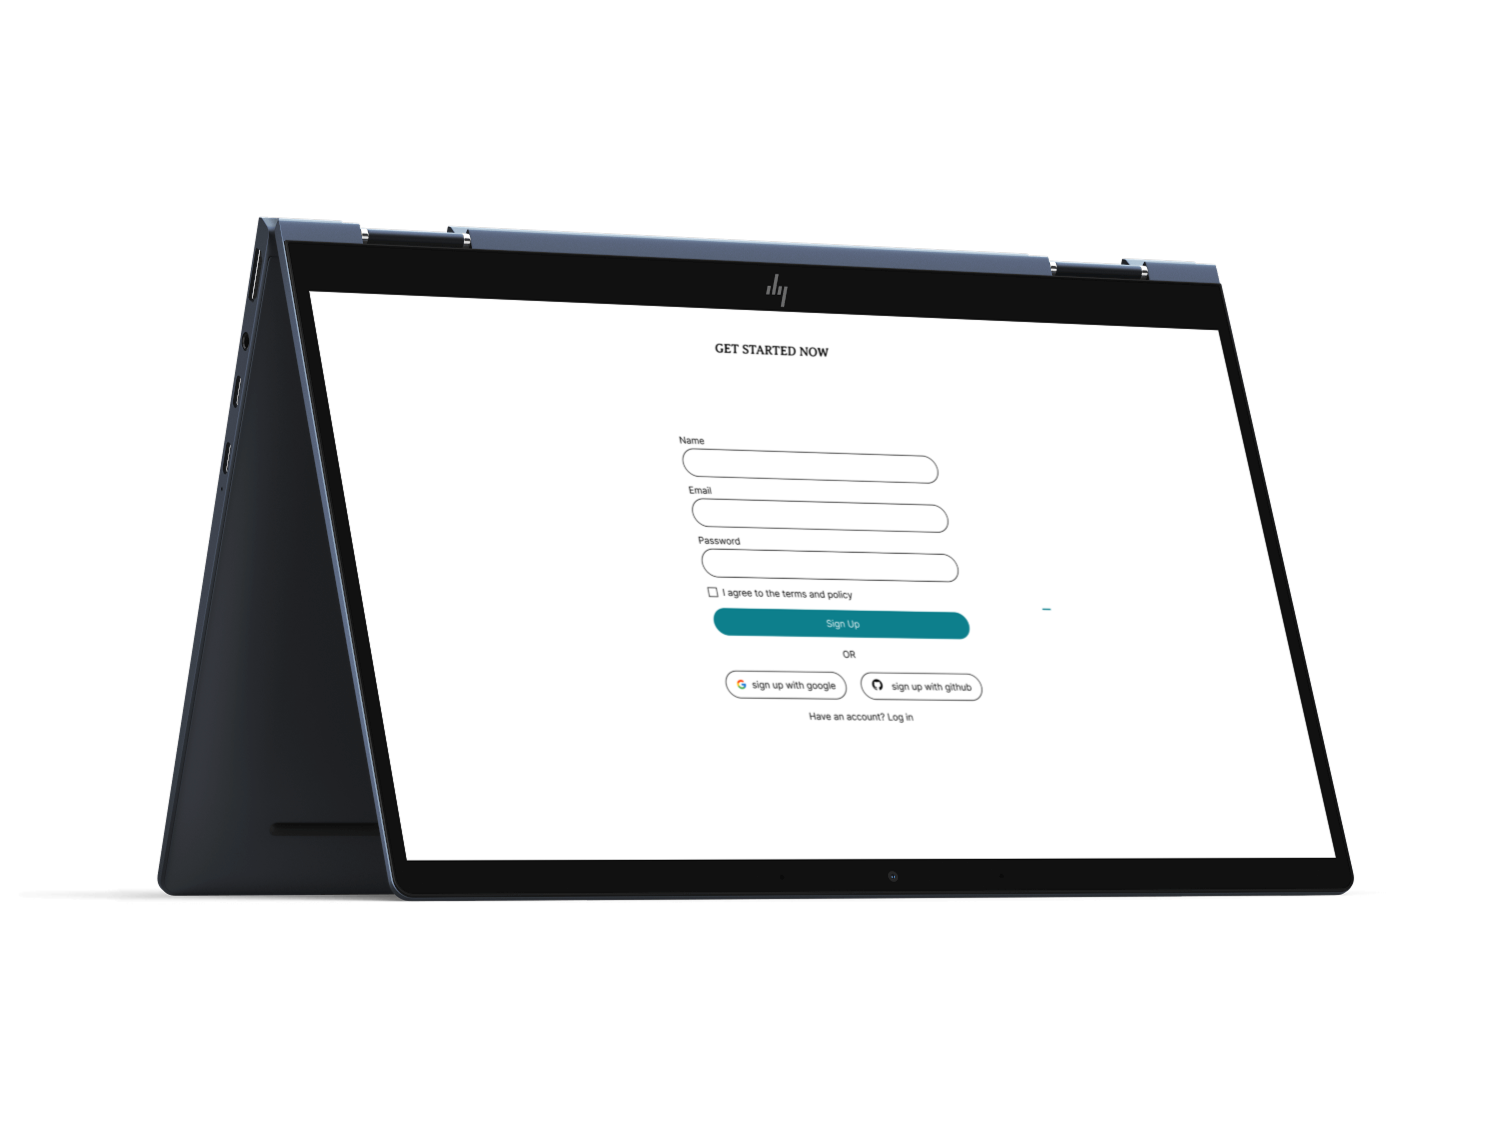 GET STARTED NOW
Name
Email
Password
I agree to the terms and policy
Sign Up
OR
sign up with google
sign up with github
Have an account? Log in